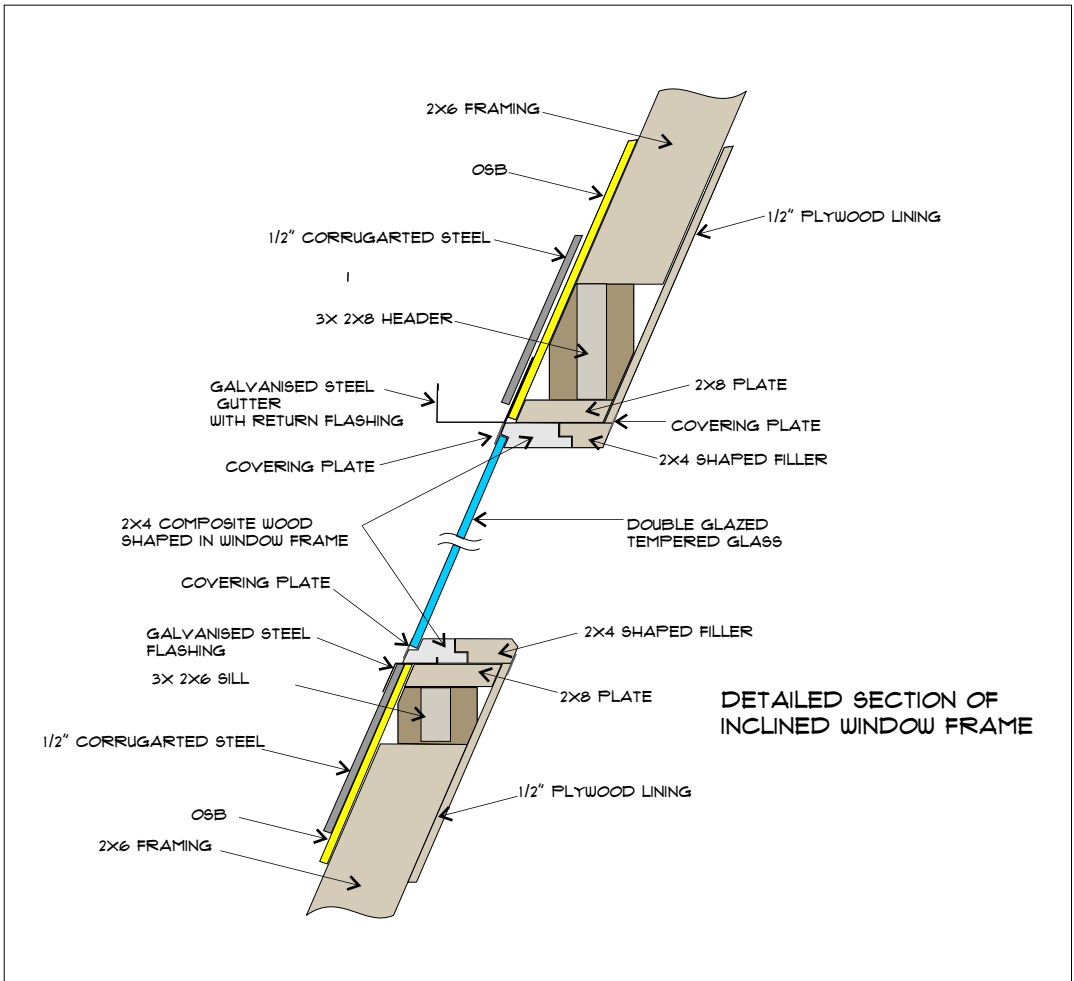 2X6 FRAMING
OSB
1/2" PLYWOOD LINING
1/2" CORRUGARTED STEEL
3X 2X8 HEADER
GALVANISED STEEL
GUTTER
WITH RETURN FLASHING
2X8 PLATE
COVERING PLATE
COVERING PLATE
2X4 SHAPED FILLER
2X4 COMPOSITE WOOD
SHAPED IN WINDOW FRAME
DOUBLE GLAZED
TEMPERED GLASS
COVERING PLATE
GALVANISED STEEL
FLASHING
2X4 SHAPED FILLER
3X 2X6 SILL
2X8 PLATE
DETAILED SECTION OF
INCLINED WINDOW FRAME
1/2" CORRUGARTED STEEL
1/2" PLYWOOD LINING
OSB
2X6 FRAMING